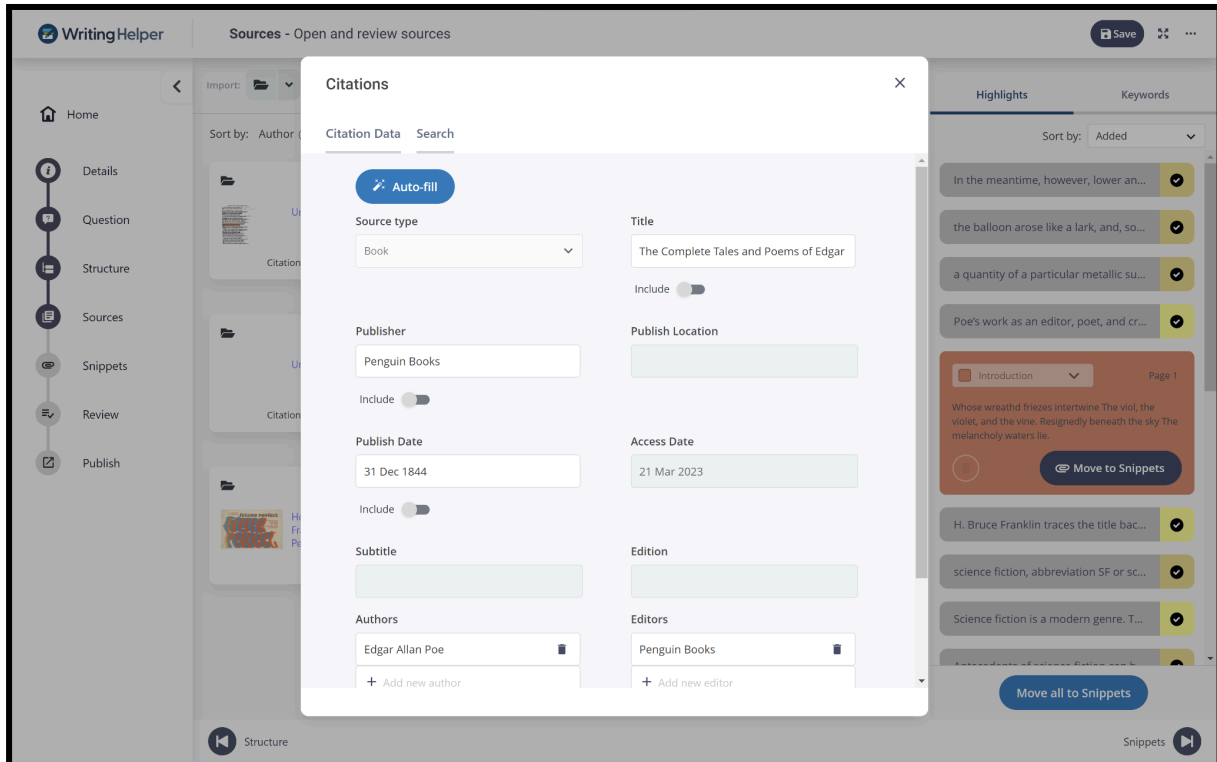 WritingHelper
Sources - Open and review sources
Save
Import:
Sort by: Author
Home
Details
Question
Structure
Sources
Snippets
Review
Publish
Citation
Citation
Citations
Citation Data
Search
Auto-fill
Source type
Book
Title
The Complete Tales and Poems of Edgar
Include
Publisher
Penguin Books
Include
Publish Location
Publish Date
31 Dec 1844
Include
Access Date
21 Mar 2023
Subtitle
Edition
Authors
Edgar Allan Poe
+ Add new author
Editors
Penguin Books
+ Add new editor
Highlights
Keywords
Sort by: Added
In the meantime, however, lower an...
the balloon arose like a lark, and, so...
a quantity of a particular metallic su...
Poe's work as an editor, poet, and cr...
Introduction
Page 1
Whose wreathd friezes intertwine The viol, the
violet, and the vine. Resignedly beneath the sky The
melancholy waters lie.
Move to Snippets
H. Bruce Franklin traces the title bac...
science fiction, abbreviation SF or sc...
Science fiction is a modern genre. T...
Antecedents of science fiction can b...
Move all to Snippets
Structure
Snippets